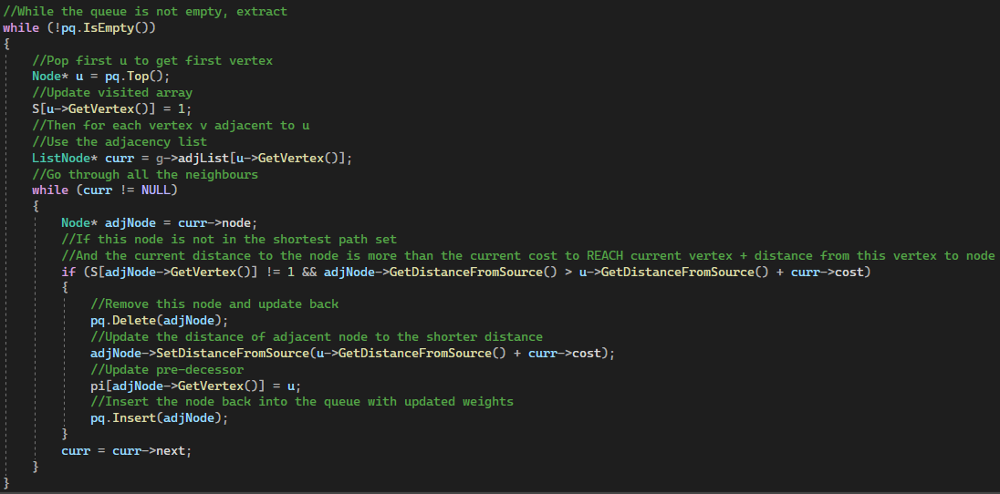 //While the queue is not empty, extract
while (!pq.IsEmpty())
{
//Pop first u to get first vertex
Node* u = pq.Top();
//Update visited array
S[u->GetVertex()] = 1;
//Then for each vertex v adjacent to u
//Use the adjacency list
ListNode* curr = g->adjList[u->GetVertex()];
//Go through all the neighbours
while (curr != NULL)
{
Node* adjNode = curr->node;
//If this node is not in the shortest path set
//And the current distance to the node is more than the current cost to REACH current vertex + distance from this vertex to node
if (S[adjNode->GetVertex()] != 1 && adjNode->GetDistanceFromSource() > u->GetDistanceFromSource() + curr->cost)
{
//Remove this node and update back
pq.Delete(adjNode);
//Update the distance of adjacent node to the shorter distance
adjNode->SetDistanceFromSource(u->GetDistanceFromSource() + curr->cost);
//Update pre-decessor
pi[adjNode->GetVertex()] = u;
//Insert the node back into the queue with updated weights
pq.Insert(adjNode);
}
curr = curr->next;
}
}